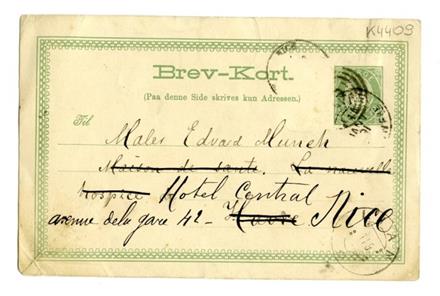 K4409
Brev-Kort.
(Paa denne Side skrives kun Adressen.)
Til
Maler Edvard Munch
Maison de santé. La nouvelle
hospice Hotel Central
avenue de la gare 42 - Havre Nice